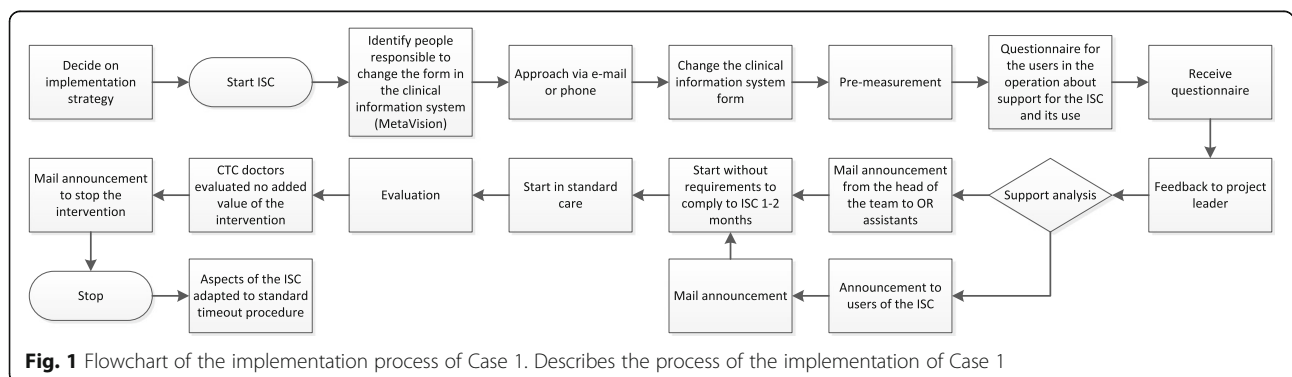 Decide on
implementation
strategy
Start ISC
Identify people
responsible to
change the form in
the clinical
information system
(MetaVision)
Approach via e-mail
or phone
Change the clinical
information system
form
Pre-measurement
Questionnaire for
the users in the
operation about
support for the ISC
and its use
Receive
questionnaire
Feedback to project
leader
Support analysis
Mail announcement
from the head of
the team to OR
assistants
Announcement to
users of the ISC
Mail announcement
Start without
requirements to
comply to ISC 1-2
months
Start in standard
care
Evaluation
CTC doctors
evaluated no added
value of the
intervention
Mail announcement
to stop the
intervention
Stop
Aspects of the ISC
adapted to standard
timeout procedure
Fig. 1 Flowchart of the implementation process of Case 1. Describes the process of the implementation of Case 1